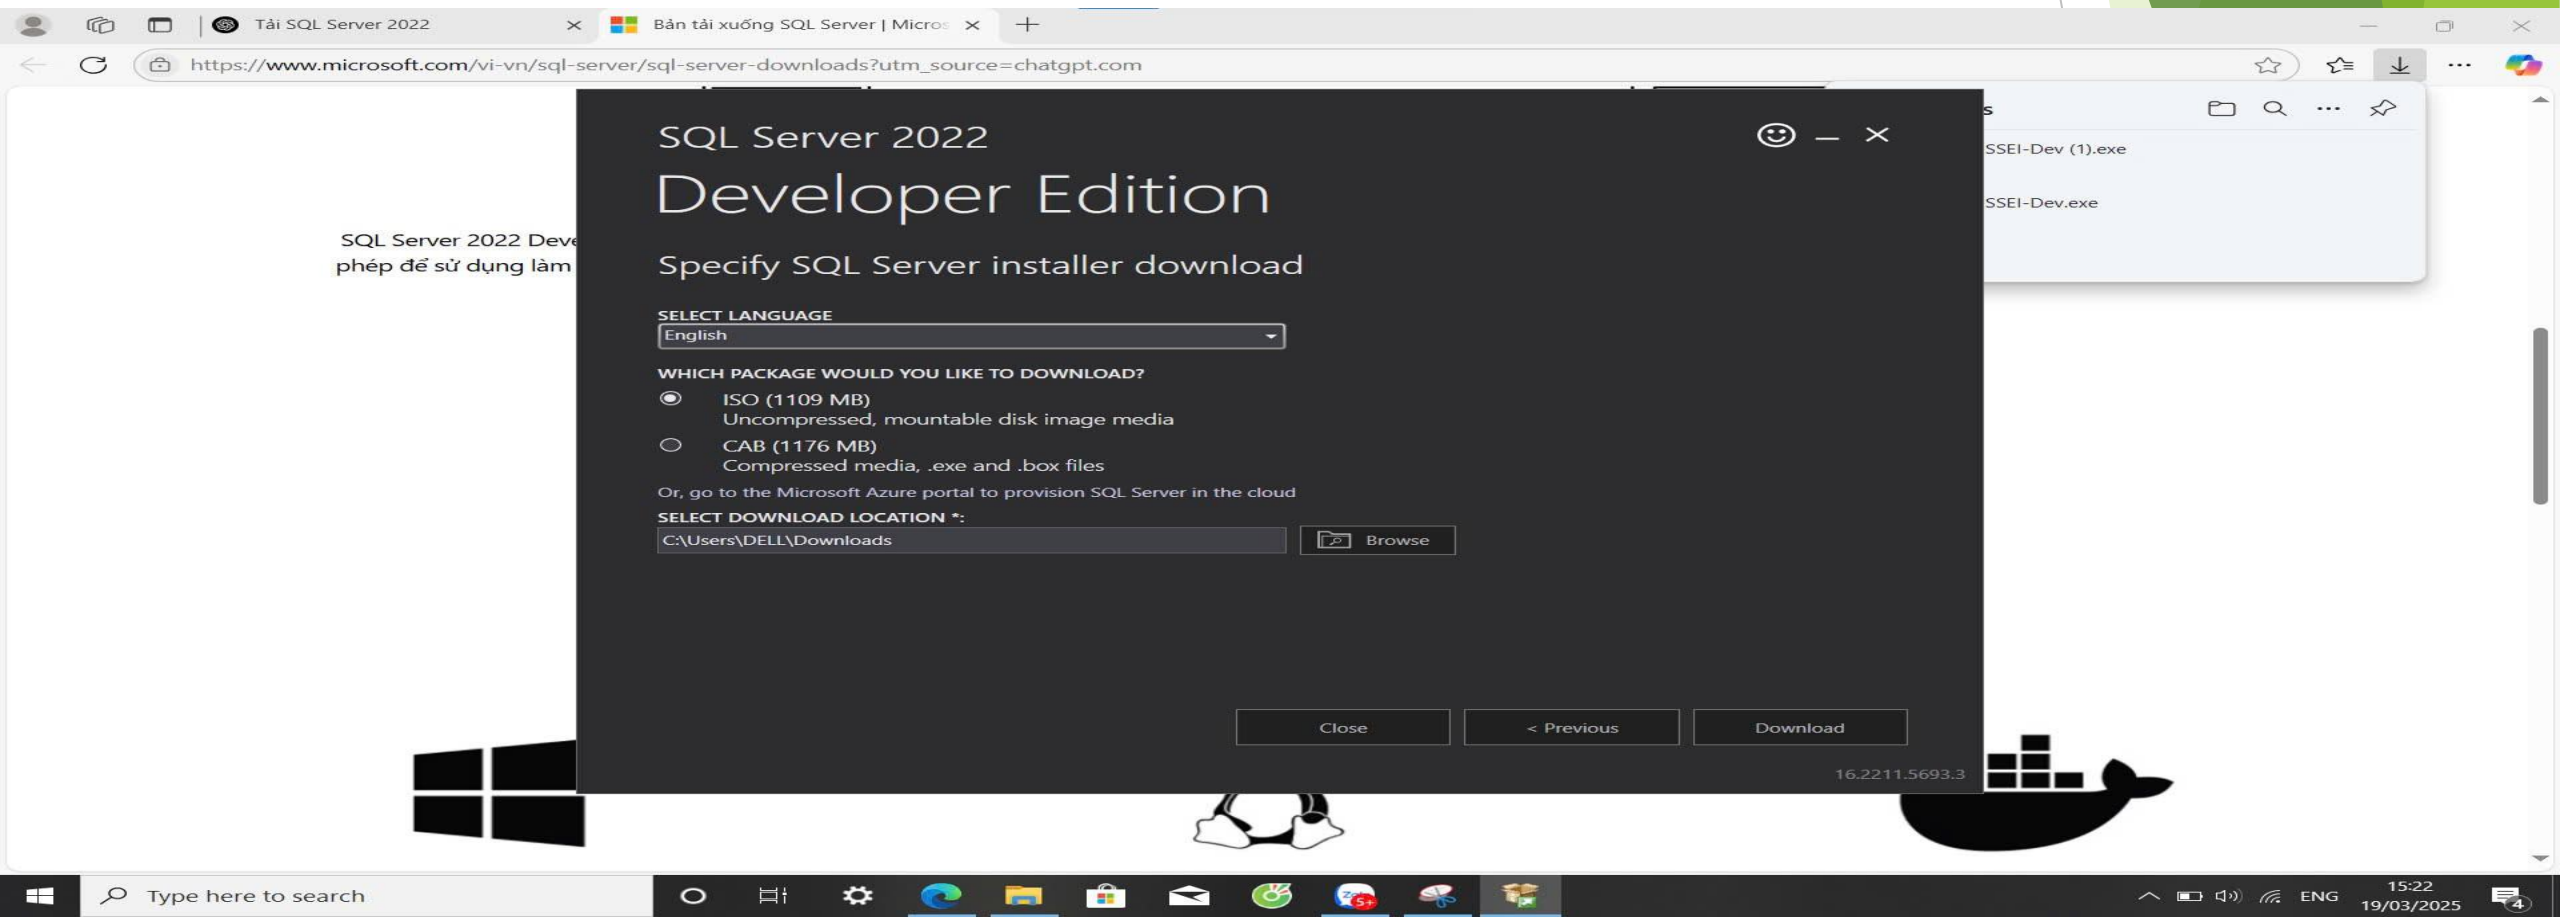 Tải SQL Server 2022
Bản tải xuống SQL Server | Micros
https://www.microsoft.com/vi-vn/sql-server/sql-server-downloads?utm_source=chatgpt.com
s
SSEI-Dev (1).exe
SSEI-Dev.exe
SQL Server 2022 Deve
phép để sử dụng làm
SQL Server 2022
Developer Edition
Specify SQL Server installer download
SELECT LANGUAGE
English
WHICH PACKAGE WOULD YOU LIKE TO DOWNLOAD?
ISO (1109 MB)
Uncompressed, mountable disk image media
CAB (1176 MB)
Compressed media, .exe and .box files
Or, go to the Microsoft Azure portal to provision SQL Server in the cloud
SELECT DOWNLOAD LOCATION *:
C:\Users\DELL\Downloads
Browse
Close
< Previous
Download
16.2211.5693.3
Type here to search
5+
ENG
15:22
19/03/2025
4